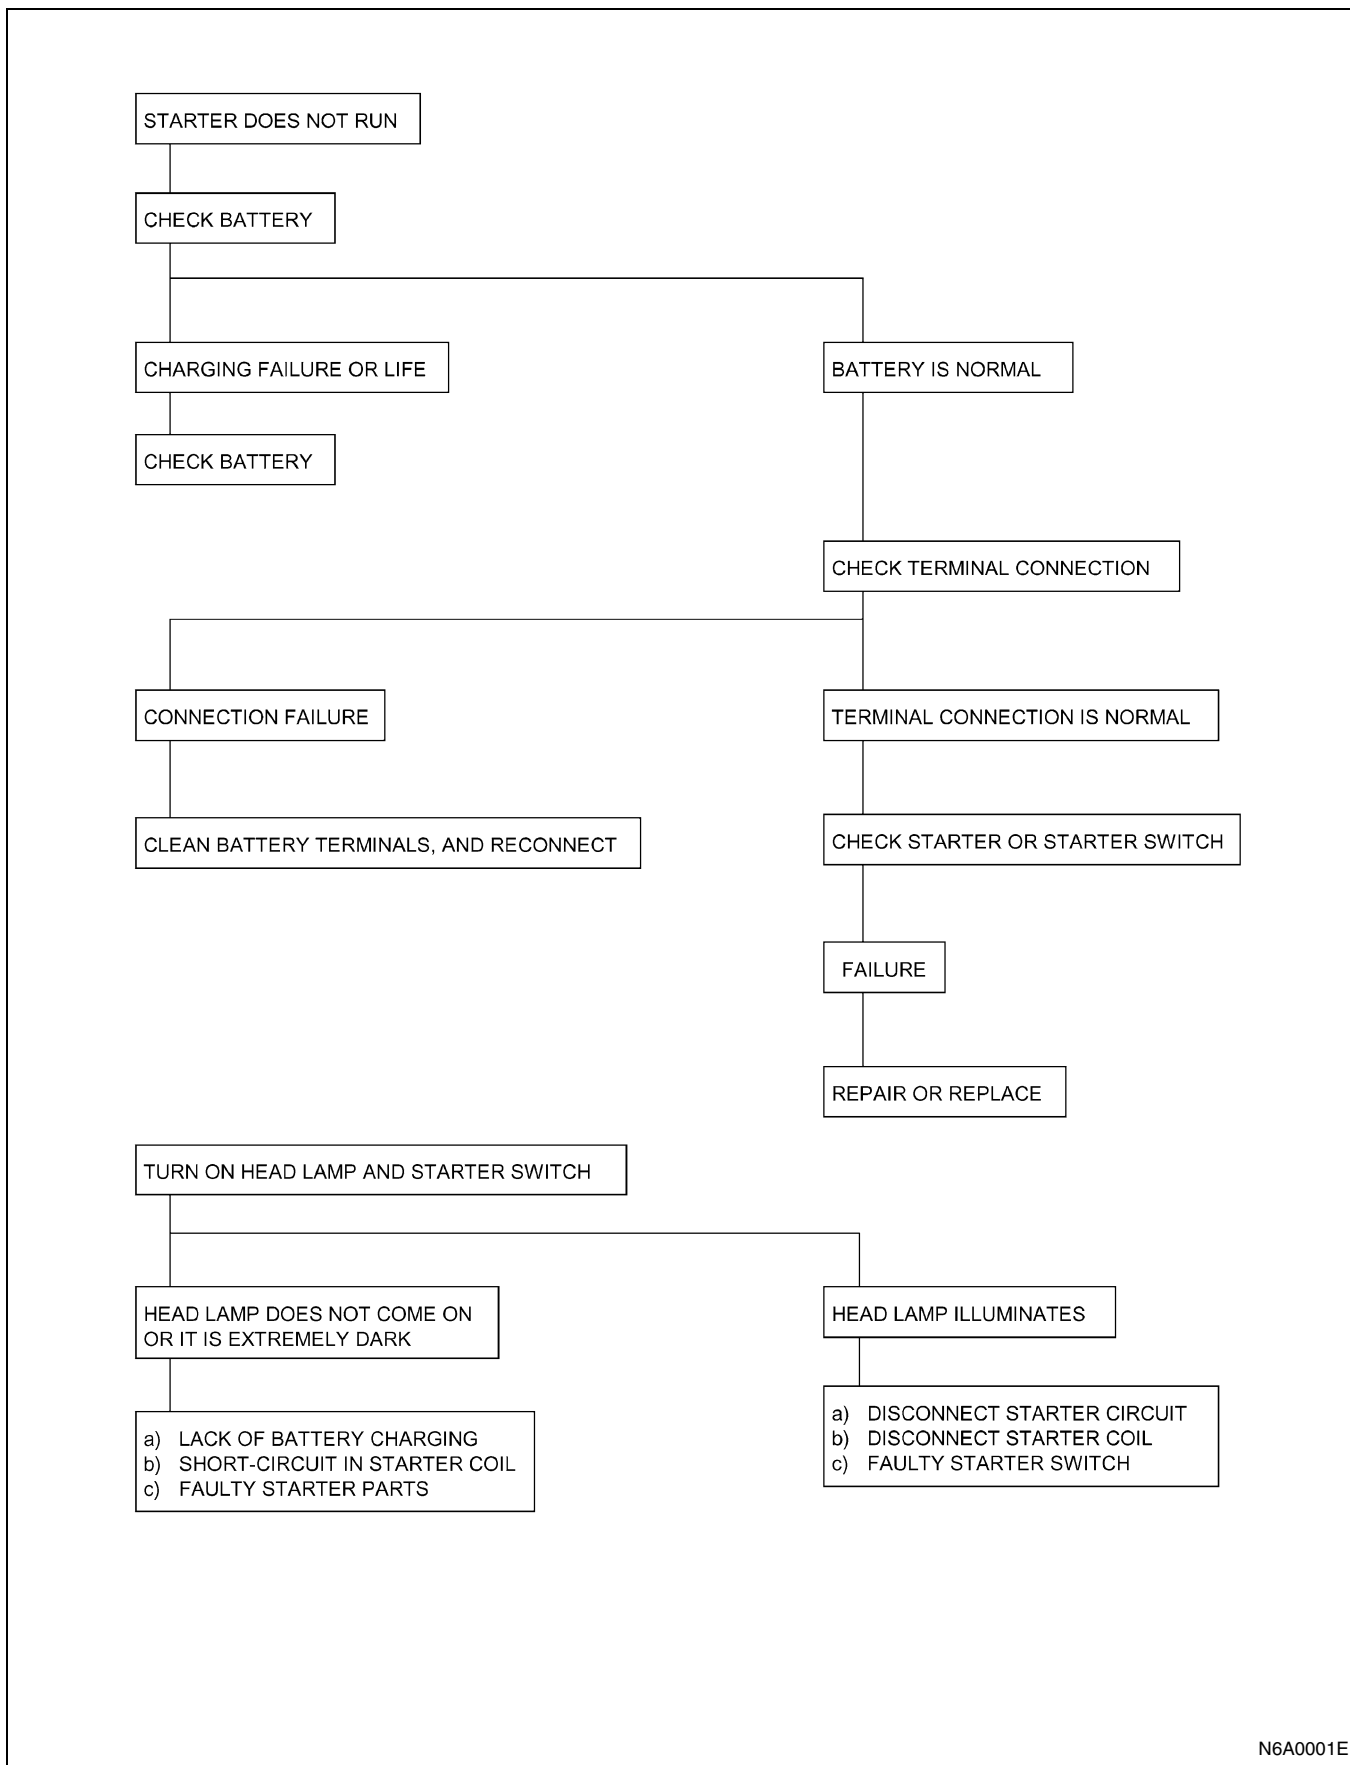 STARTER DOES NOT RUN
CHECK BATTERY
CHARGING FAILURE OR LIFE
BATTERY IS NORMAL
CHECK BATTERY
CHECK TERMINAL CONNECTION
CONNECTION FAILURE
TERMINAL CONNECTION IS NORMAL
CLEAN BATTERY TERMINALS, AND RECONNECT
CHECK STARTER OR STARTER SWITCH
FAILURE
REPAIR OR REPLACE
TURN ON HEAD LAMP AND STARTER SWITCH
HEAD LAMP DOES NOT COME ON
OR IT IS EXTREMELY DARK
HEAD LAMP ILLUMINATES
a) LACK OF BATTERY CHARGING
b) SHORT-CIRCUIT IN STARTER COIL
c) FAULTY STARTER PARTS
a) DISCONNECT STARTER CIRCUIT
b) DISCONNECT STARTER COIL
c) FAULTY STARTER SWITCH
N6A0001E